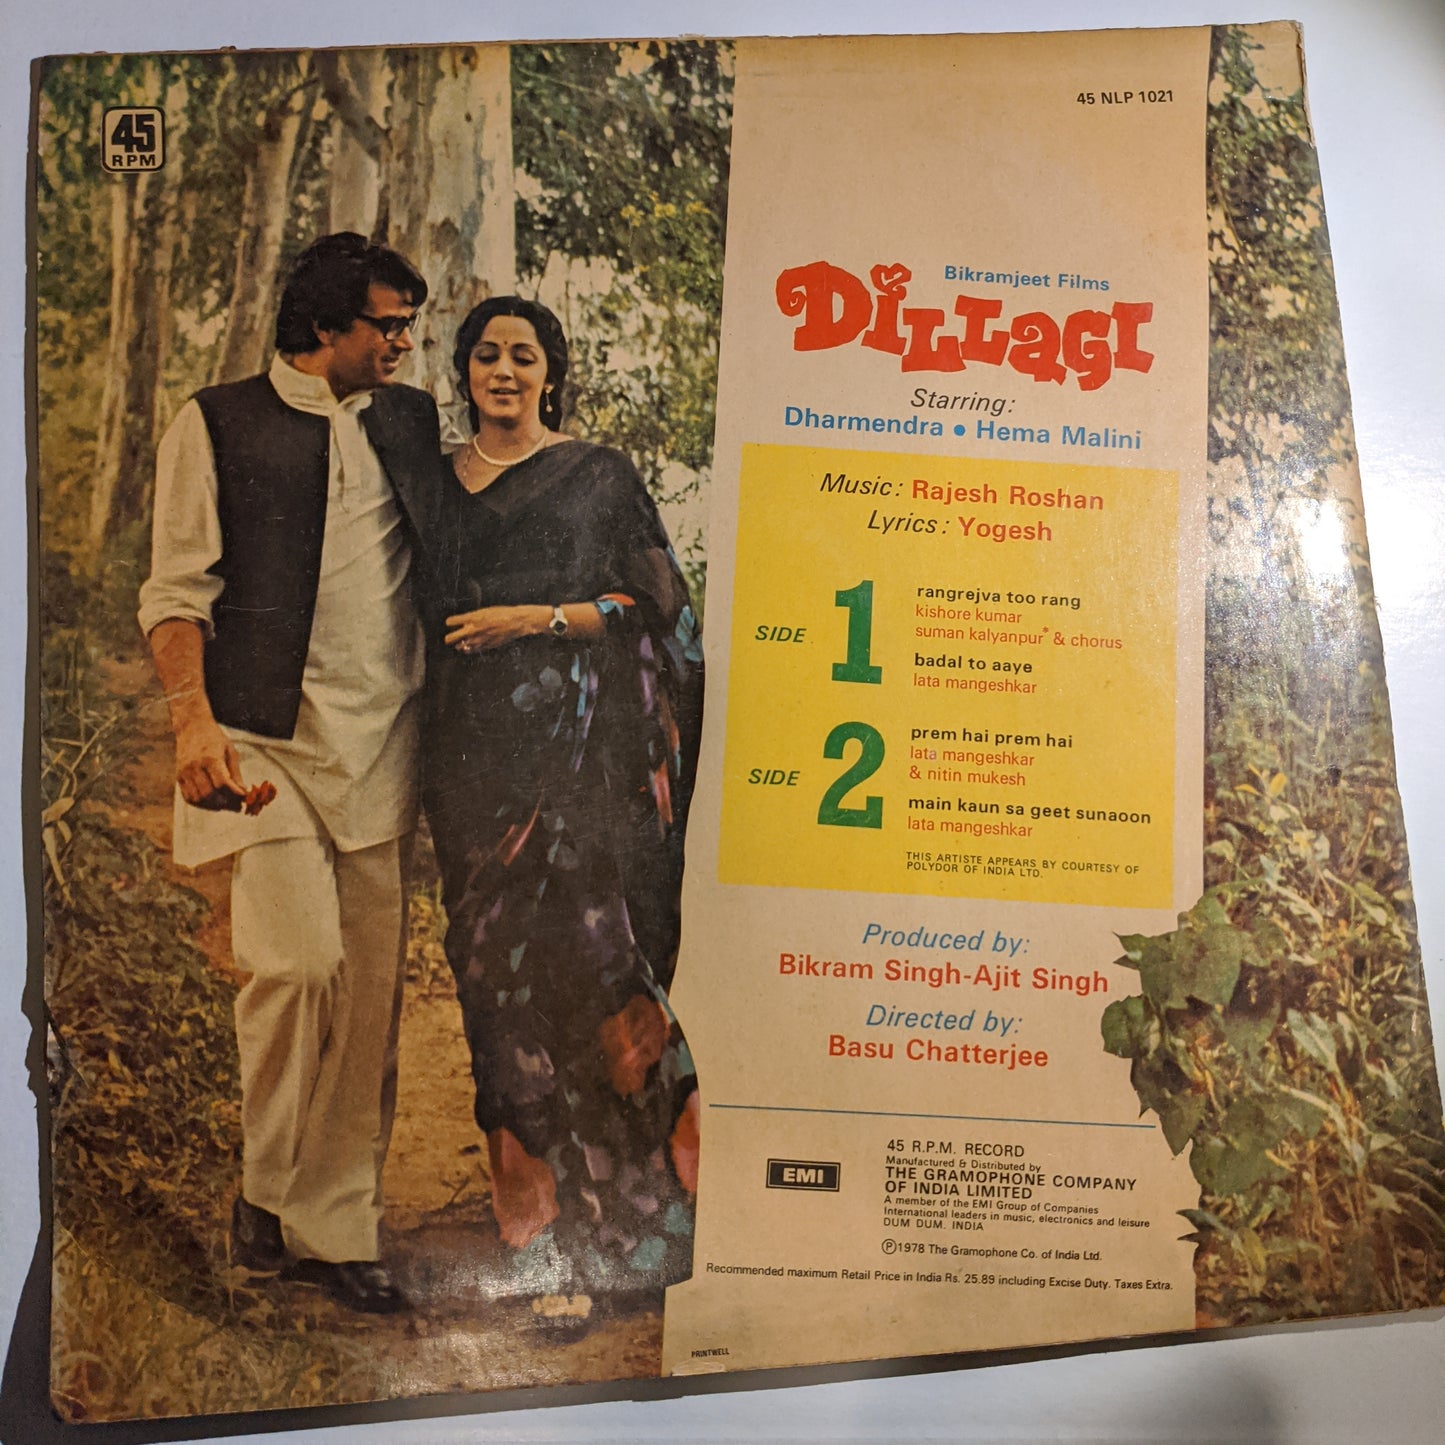 45
RPM
45 NLP 1021
Bikramjeet Films
DiLLAGI
Starring:
Dharmendra • Hema Malini
Music: Rajesh Roshan
Lyrics: Yogesh
SIDE 1
rangrejva too rang
kishore kumar
suman kalyanpur* & chorus
badal to aaye
lata mangeshkar
SIDE 2
prem hai prem hai
lata mangeshkar
& nitin mukesh
main kaun sa geet sunaoon
lata mangeshkar
THIS ARTISTE APPEARS BY COURTESY OF
POLYDOR OF INDIA LTD.
Produced by:
Bikram Singh-Ajit Singh
Directed by:
Basu Chatterjee
EMI
45 R.P.M. RECORD
Manufactured & Distributed by
THE GRAMOPHONE COMPANY
OF INDIA LIMITED
A member of the EMI Group of Companies
International leaders in music, electronics and leisure
DUM DUM. INDIA
Ⓟ1978 The Gramophone Co. of India Ltd.
Recommended maximum Retail Price in India Rs. 25.89 including Excise Duty. Taxes Extra.
PRINTWELL